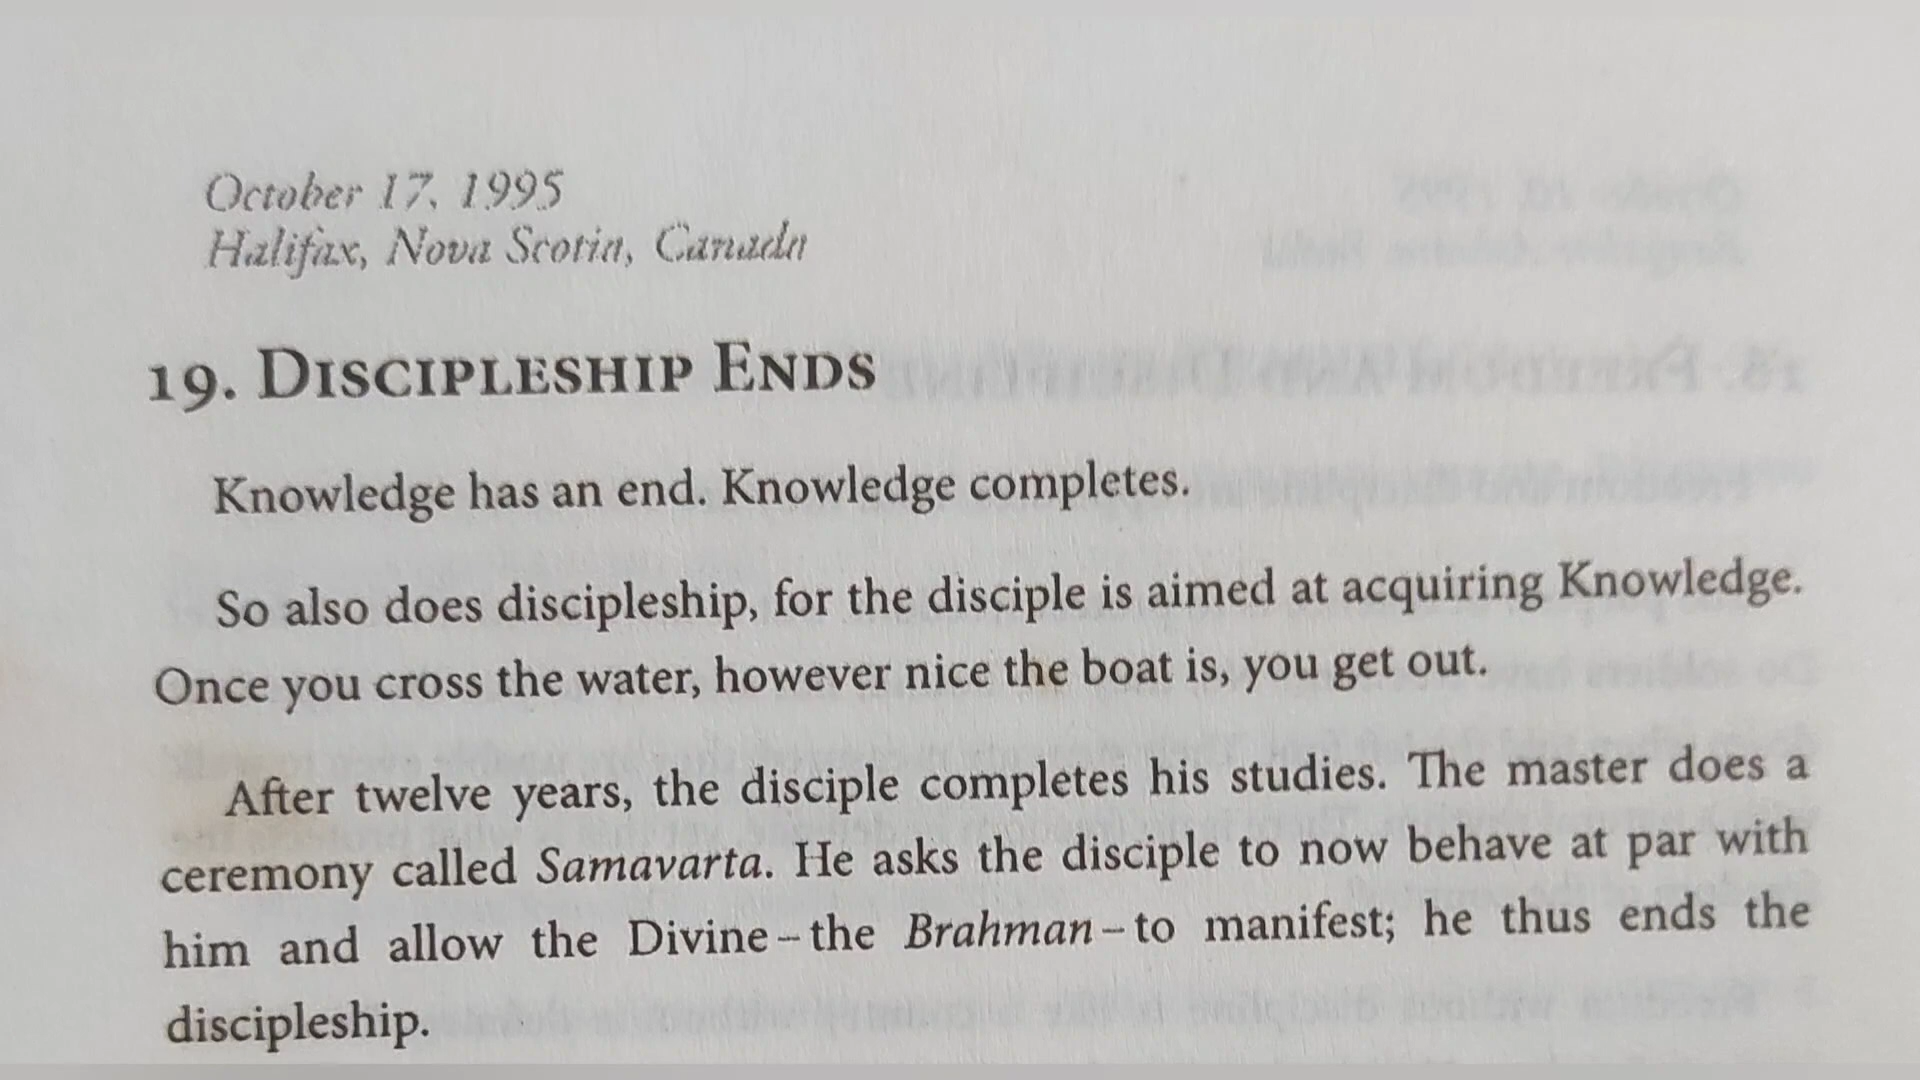 October 17, 1995
Halifax, Nova Scotia, Canada
19. Discipleship Ends
Knowledge has an end. Knowledge completes.
So also does discipleship, for the disciple is aimed at acquiring Knowledge.
Once you cross the water, however nice the boat is, you get out.
After twelve years, the disciple completes his studies. The master does a
ceremony called Samavarta. He asks the disciple to now behave at par with
him and allow the Divine – the Brahman – to manifest; he thus ends the
discipleship.